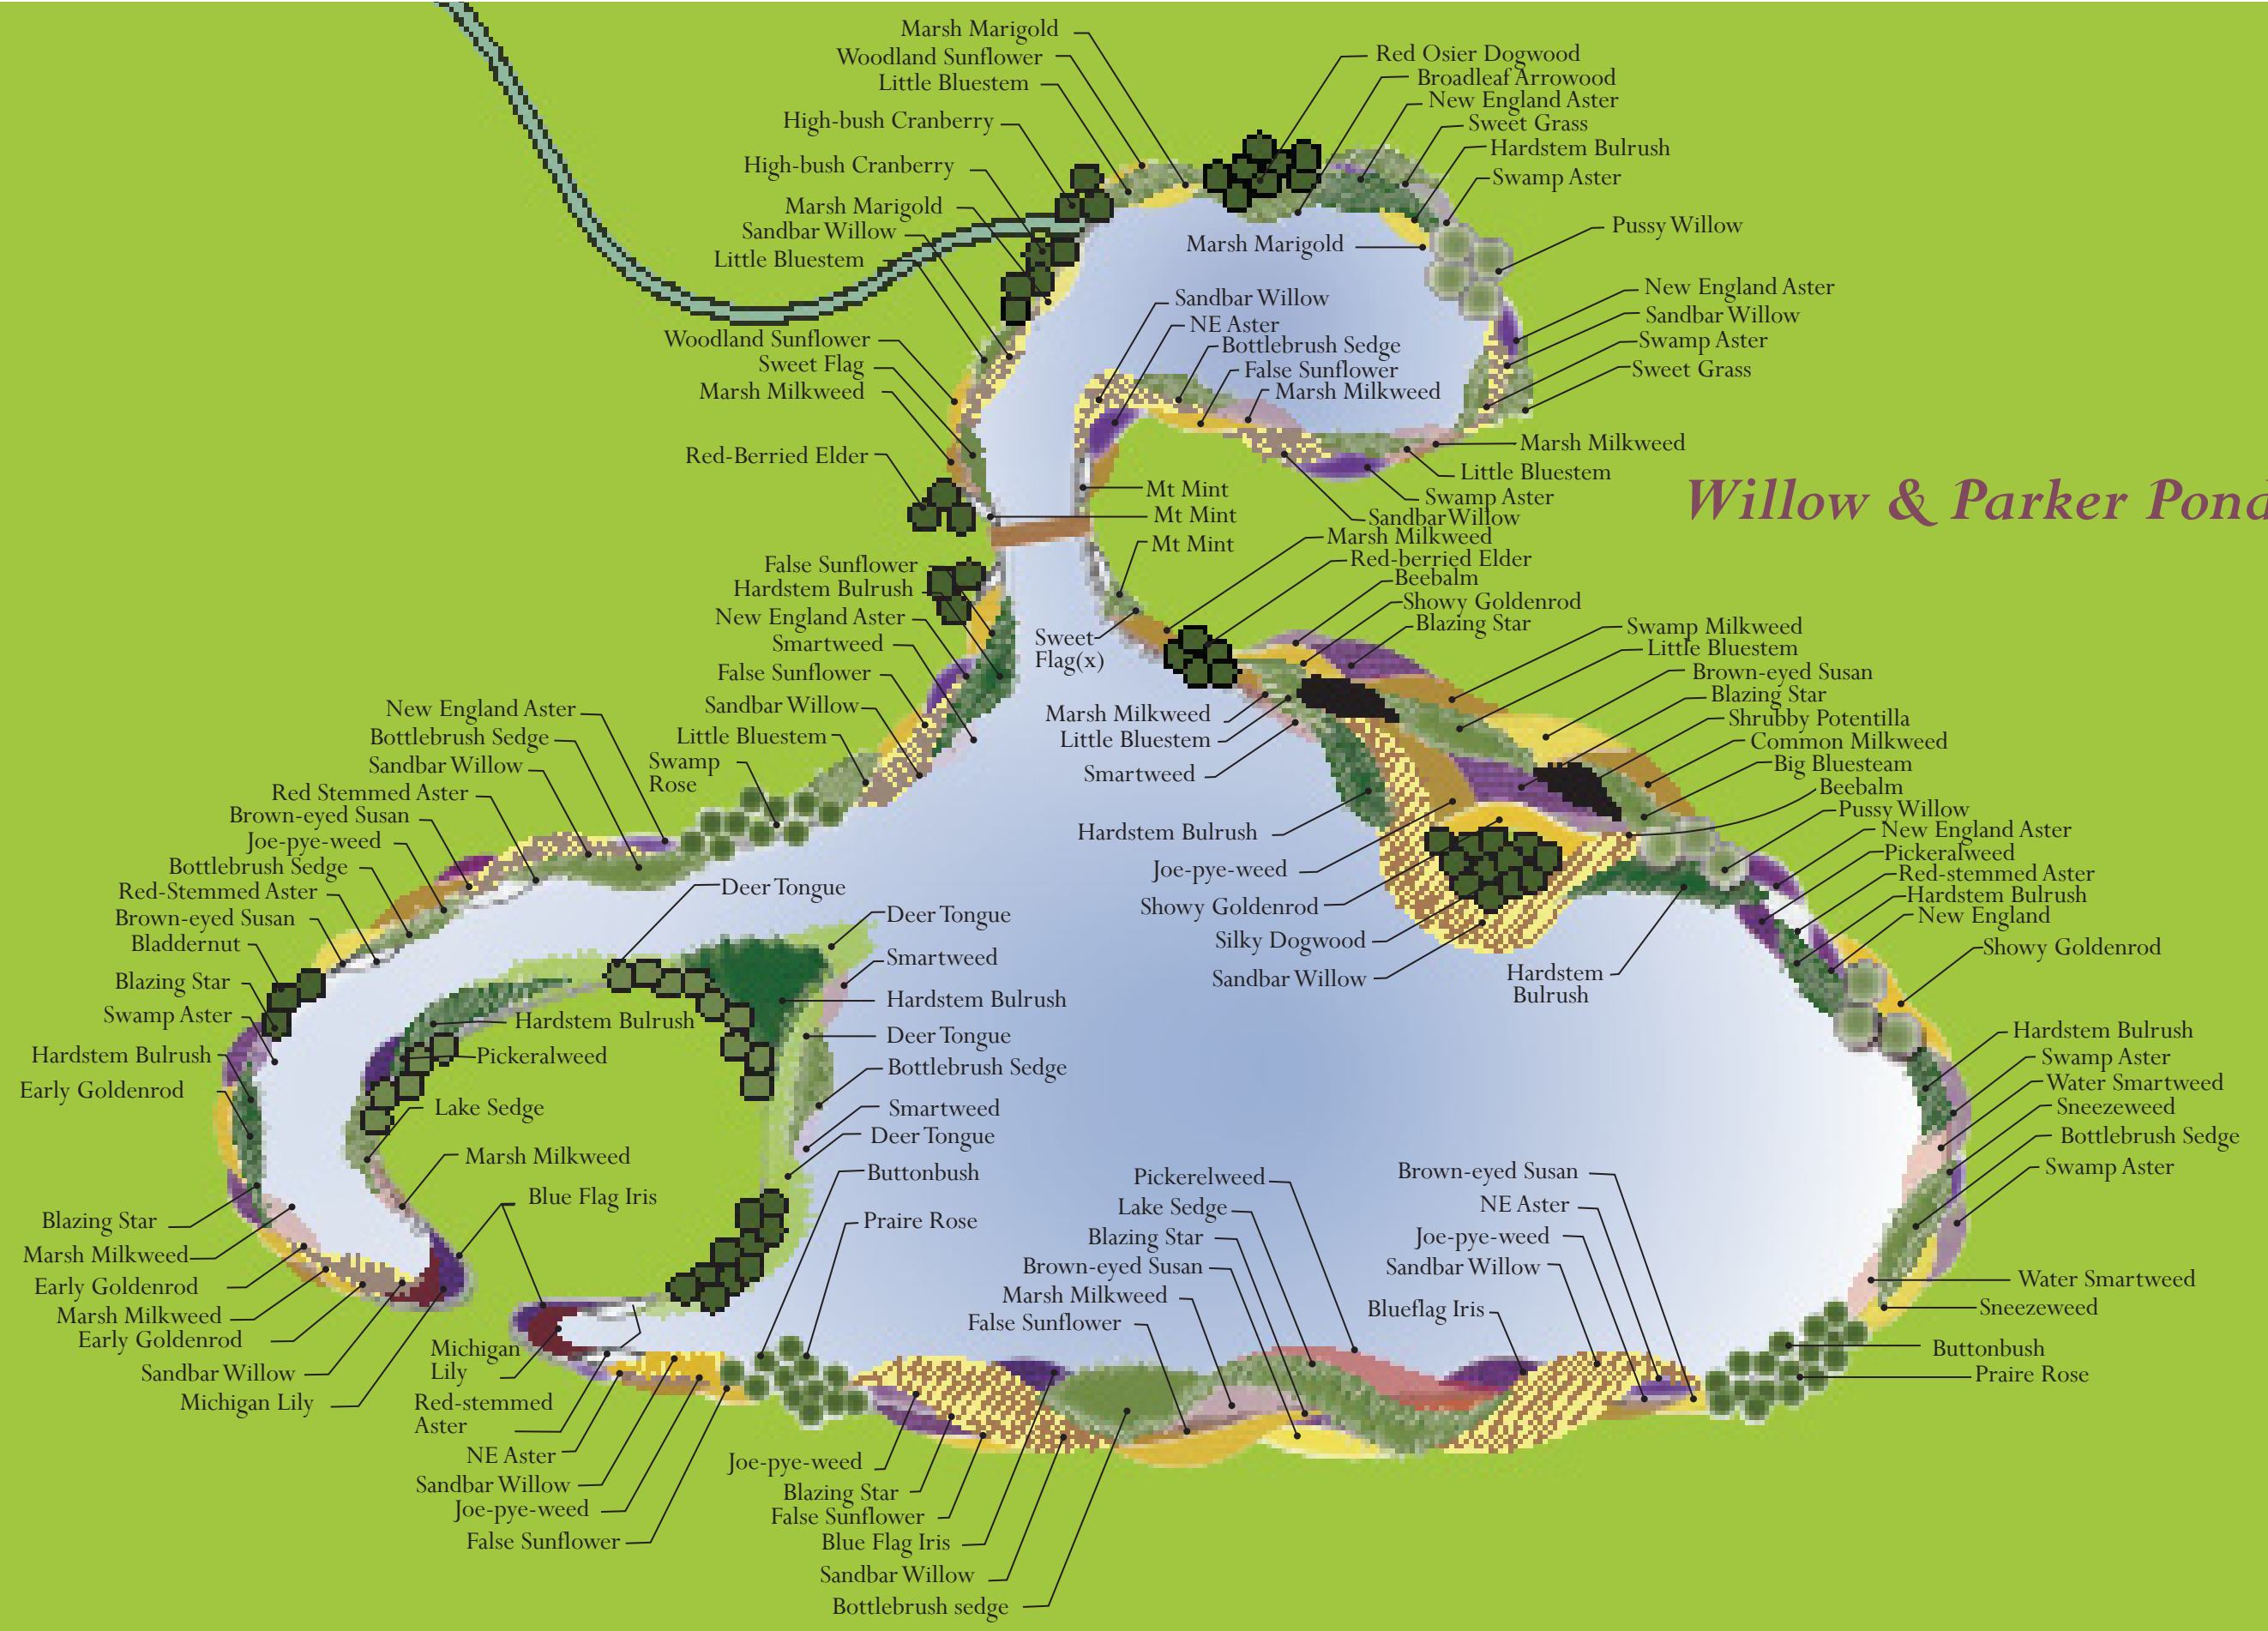 Marsh Marigold
Woodland Sunflower
Little Bluestem
High-bush Cranberry
High-bush Cranberry
Marsh Marigold
Sandbar Willow
Little Bluestem
Woodland Sunflower
Sweet Flag
Marsh Milkweed
Red-Berried Elder
Red Osier Dogwood
Broadleaf Arrowood
New England Aster
Sweet Grass
Hardstem Bulrush
Swamp Aster
Pussy Willow
Marsh Marigold
New England Aster
Sandbar Willow
Swamp Aster
Sweet Grass
Sandbar Willow
NE Aster
Bottlebrush Sedge
False Sunflower
Marsh Milkweed
Marsh Milkweed
Little Bluestem
Swamp Aster
Sandbar Willow
Mt Mint
Mt Mint
Mt Mint
Willow & Parker Pond
Marsh Milkweed
Red-berried Elder
Beebalm
Showy Goldenrod
Blazing Star
Swamp Milkweed
Little Bluestem
Brown-eyed Susan
Blazing Star
Shrubby Potentilla
Common Milkweed
Big Bluesteam
Beebalm
Pussy Willow
New England Aster
Pickeralweed
Red-stemmed Aster
Hardstem Bulrush
New England
Showy Goldenrod
False Sunflower
Hardstem Bulrush
New England Aster
Smartweed
False Sunflower
Sandbar Willow
Little Bluestem
Swamp
Rose
Sweet
Flag(x)
Marsh Milkweed
Little Bluestem
Smartweed
Hardstem Bulrush
Joe-pye-weed
Showy Goldenrod
Silky Dogwood
Sandbar Willow
Hardstem
Bulrush
New England Aster
Bottlebrush Sedge
Sandbar Willow
Red Stemmed Aster
Brown-eyed Susan
Joe-pye-weed
Bottlebrush Sedge
Red-Stemmed Aster
Brown-eyed Susan
Bladdernut
Blazing Star
Swamp Aster
Hardstem Bulrush
Early Goldenrod
Deer Tongue
Deer Tongue
Smartweed
Hardstem Bulrush
Hardstem Bulrush
Deer Tongue
Pickeralweed
Bottlebrush Sedge
Lake Sedge
Smartweed
Deer Tongue
Marsh Milkweed
Buttonbush
Blue Flag Iris
Praire Rose
Hardstem Bulrush
Swamp Aster
Water Smartweed
Sneezeweed
Bottlebrush Sedge
Swamp Aster
Water Smartweed
Sneezeweed
Buttonbush
Praire Rose
Blazing Star
Marsh Milkweed
Early Goldenrod
Marsh Milkweed
Early Goldenrod
Sandbar Willow
Michigan Lily
Michigan
Lily
Red-stemmed
Aster
NE Aster
Sandbar Willow
Joe-pye-weed
False Sunflower
Pickerelweed
Lake Sedge
Blazing Star
Brown-eyed Susan
Marsh Milkweed
False Sunflower
Brown-eyed Susan
NE Aster
Joe-pye-weed
Sandbar Willow
Blueflag Iris
Joe-pye-weed
Blazing Star
False Sunflower
Blue Flag Iris
Sandbar Willow
Bottlebrush sedge